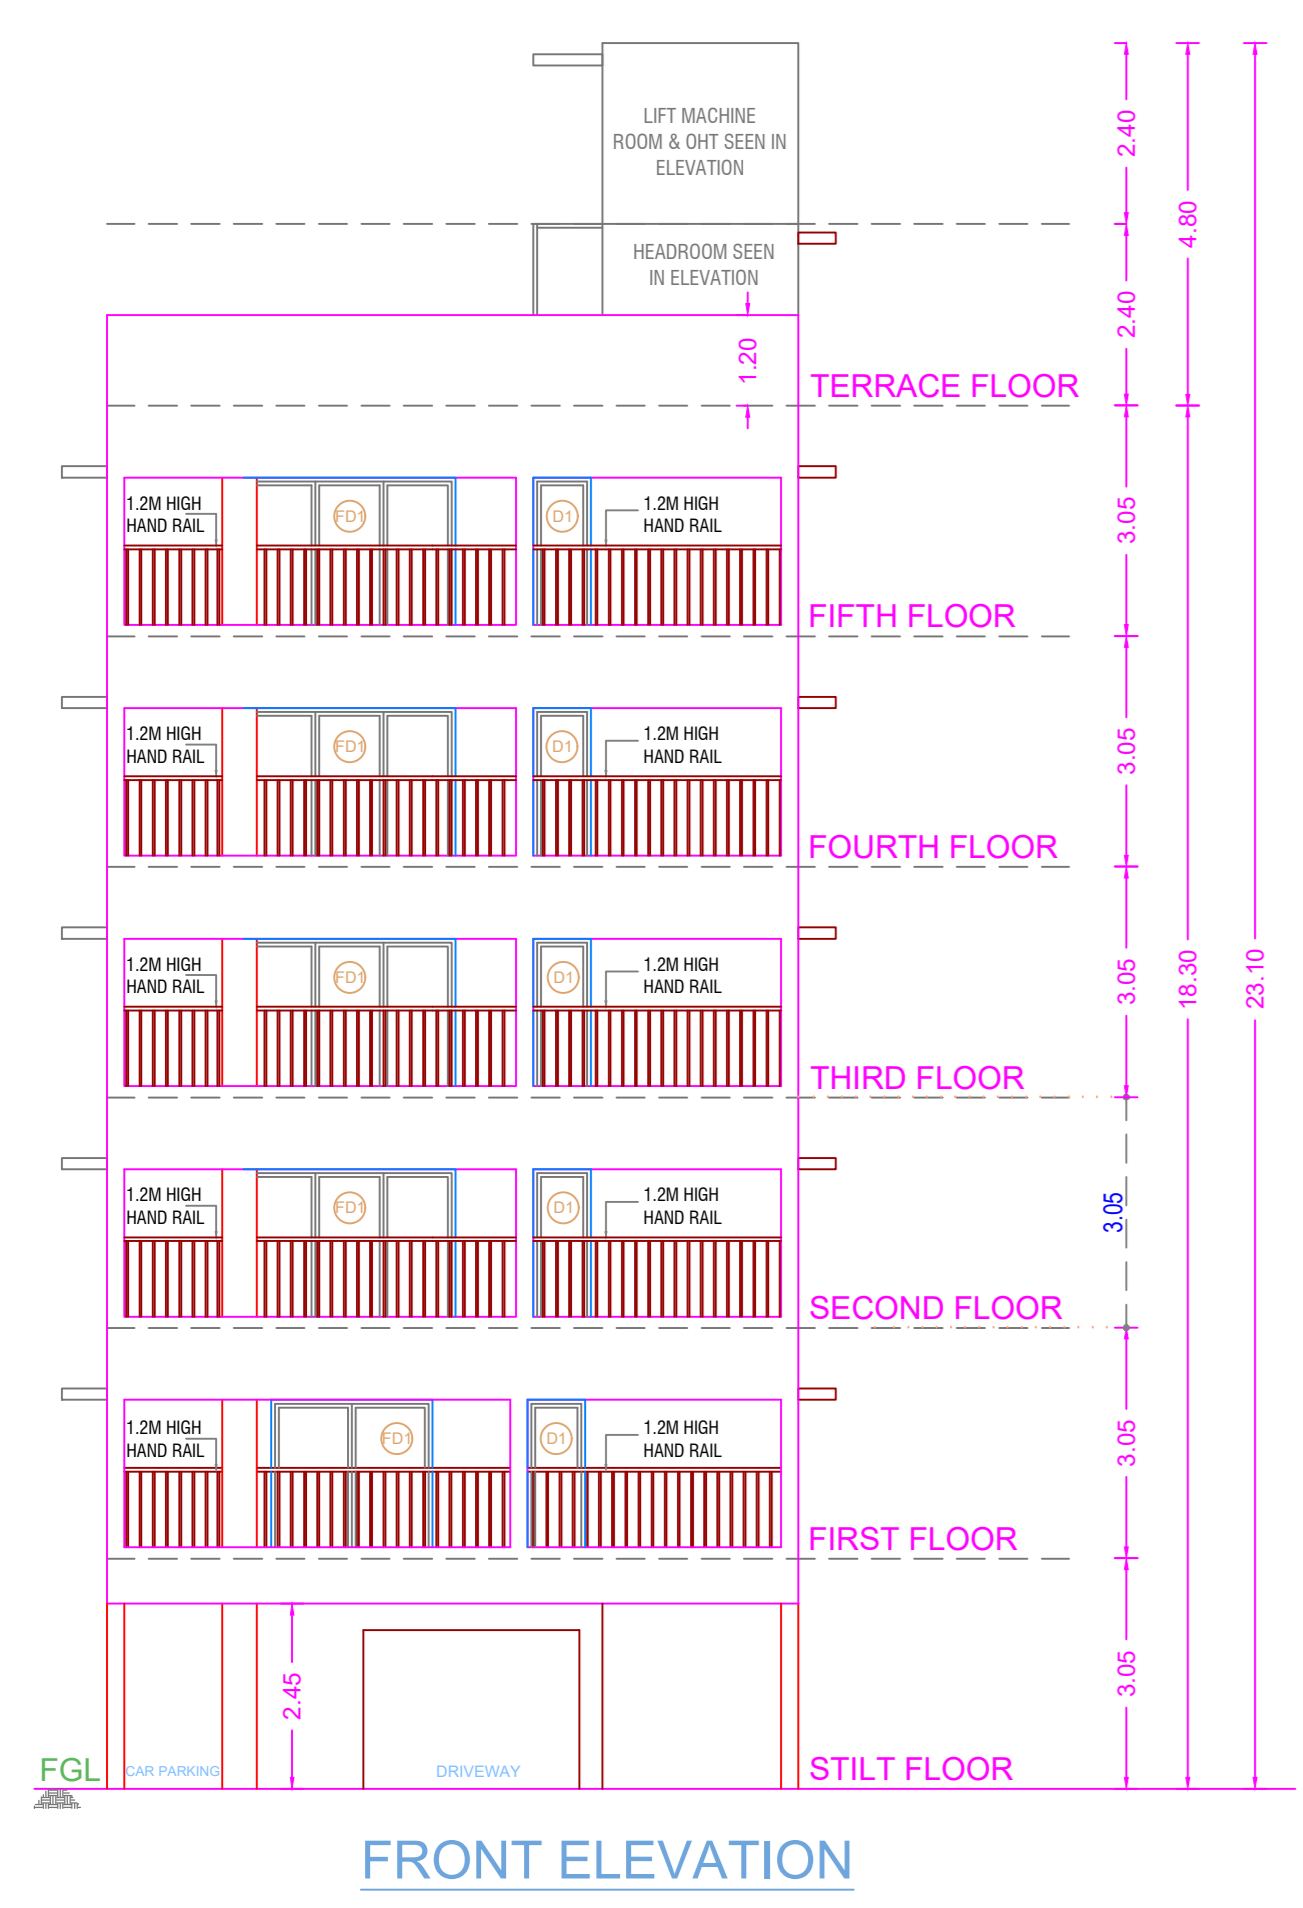 LIFT MACHINE
ROOM & OHT SEEN IN
ELEVATION
2.40
4.80
HEADROOM SEEN
IN ELEVATION
2.40
1.20
TERRACE FLOOR
1.2M HIGH
HAND RAIL
FD1
D1
1.2M HIGH
HAND RAIL
3.05
FIFTH FLOOR
1.2M HIGH
HAND RAIL
FD1
D1
1.2M HIGH
HAND RAIL
3.05
FOURTH FLOOR
1.2M HIGH
HAND RAIL
FD1
D1
1.2M HIGH
HAND RAIL
3.05
18.30
23.10
THIRD FLOOR
1.2M HIGH
HAND RAIL
FD1
D1
1.2M HIGH
HAND RAIL
3.05
SECOND FLOOR
1.2M HIGH
HAND RAIL
FD1
D1
1.2M HIGH
HAND RAIL
3.05
FIRST FLOOR
2.45
3.05
FGL
CAR PARKING
DRIVEWAY
STILT FLOOR
FRONT ELEVATION